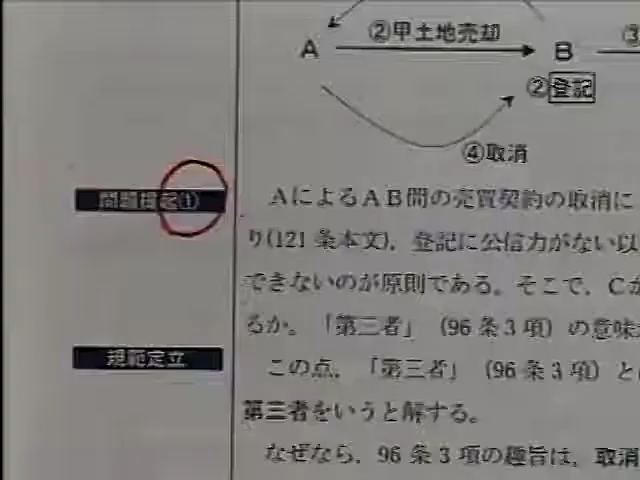 ②甲土地売却
A B ③
②登記
④取消
問題提起(1)
AによるAB間の売買契約の取消に
り(121条本文)，登記に公信力がない以
できないのが原則である。そこで，Cが
るか。「第三者」（96条3項）の意味が
規範定立
この点，「第三者」（96条3項）と
第三者をいうと解する。
なぜなら，96条3項の趣旨は，取消